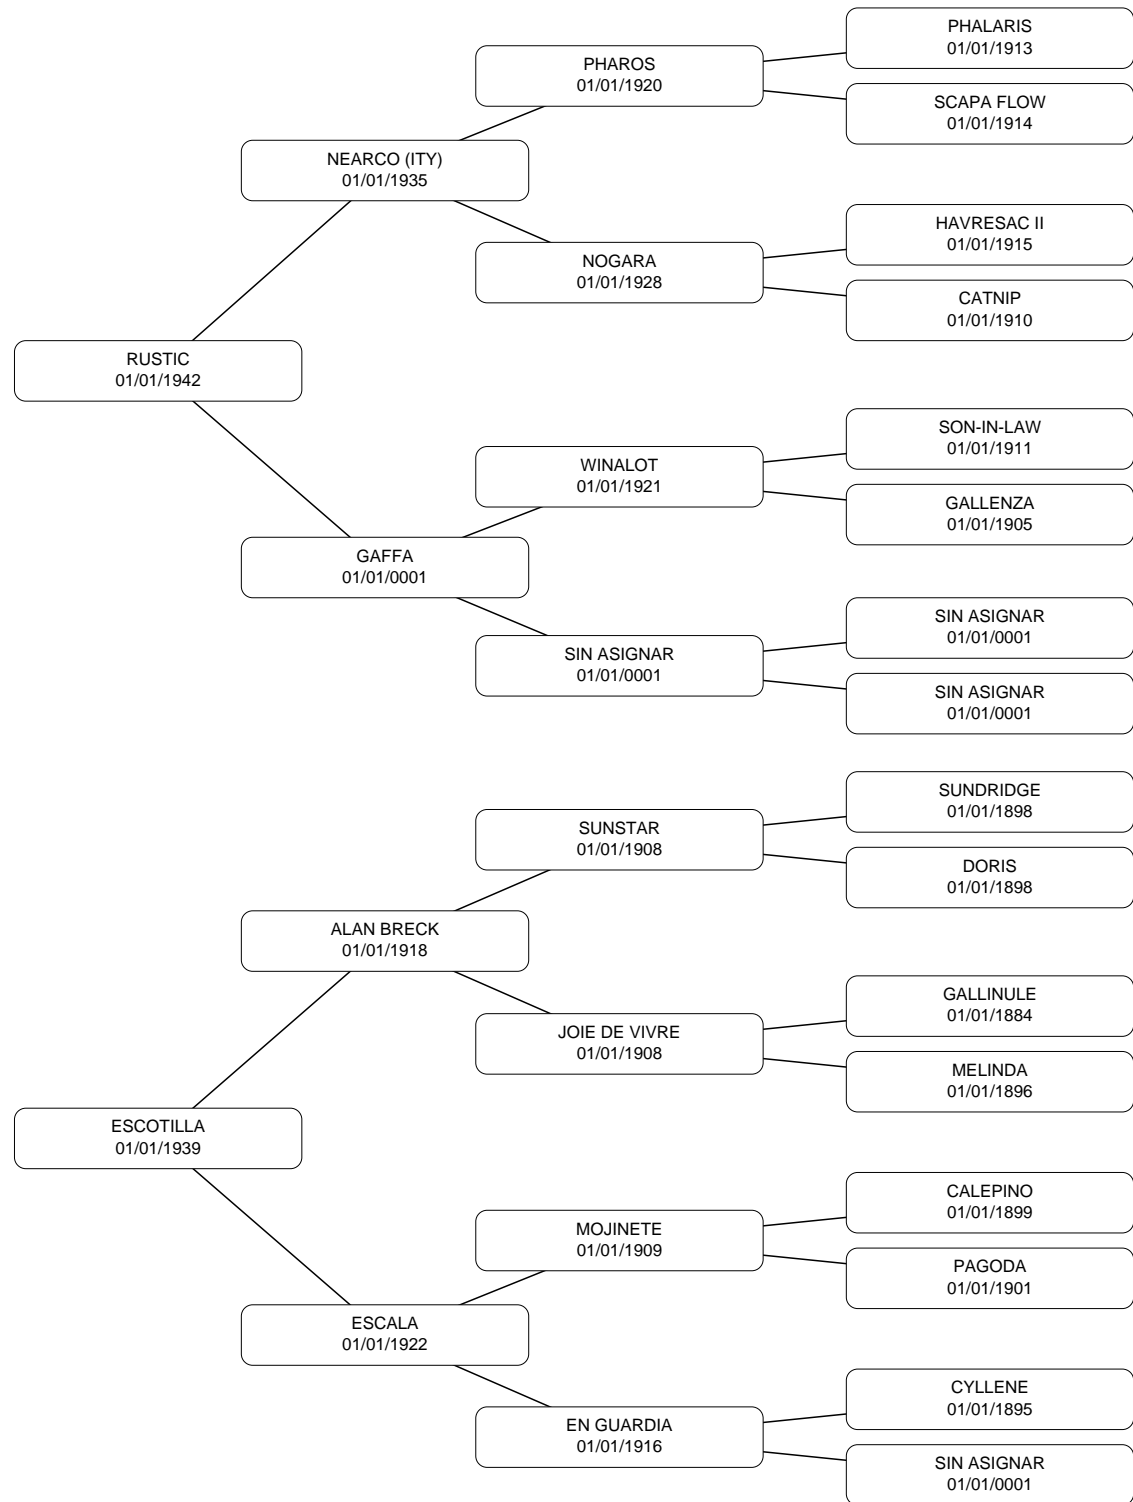 PHALARIS
01/01/1913
PHAROS
01/01/1920
SCAPA FLOW
01/01/1914
NEARCO (ITY)
01/01/1935
HAVRESAC II
01/01/1915
NOGARA
01/01/1928
CATNIP
01/01/1910
RUSTIC
01/01/1942
SON-IN-LAW
01/01/1911
WINALOT
01/01/1921
GALLENZA
01/01/1905
GAFFA
01/01/0001
SIN ASIGNAR
01/01/0001
SIN ASIGNAR
01/01/0001
SIN ASIGNAR
01/01/0001
SUNDRIDGE
01/01/1898
SUNSTAR
01/01/1908
DORIS
01/01/1898
ALAN BRECK
01/01/1918
GALLINULE
01/01/1884
JOIE DE VIVRE
01/01/1908
MELINDA
01/01/1896
ESCOTILLA
01/01/1939
CALEPINO
01/01/1899
MOJINETE
01/01/1909
PAGODA
01/01/1901
ESCALA
01/01/1922
CYLLENE
01/01/1895
EN GUARDIA
01/01/1916
SIN ASIGNAR
01/01/0001